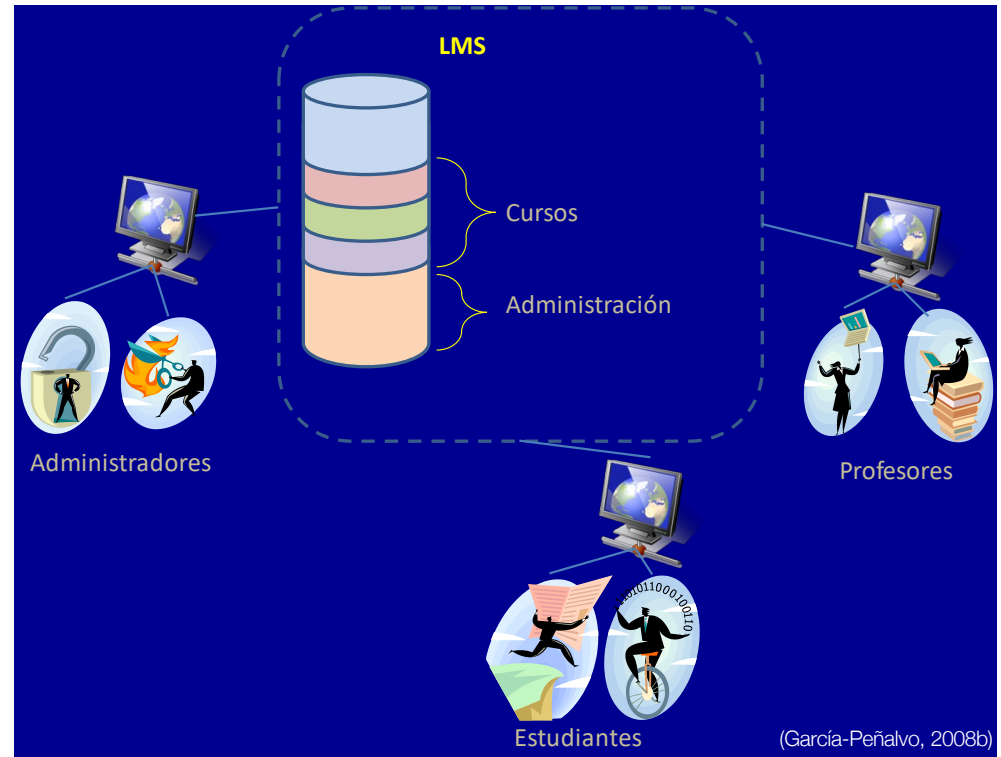 LMS
Cursos
Administración
Administradores
Profesores
Estudiantes
(García-Peñalvo, 2008b)